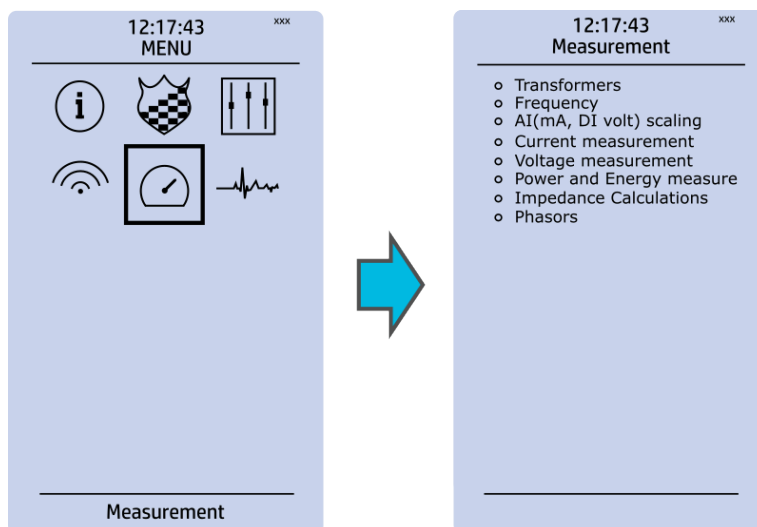 12:17:43
xxx
MENU
i
Measurement
12:17:43
xxx
Measurement
Transformers
Frequency
AI(mA, DI volt) scaling
Current measurement
Voltage measurement
Power and Energy measure
Impedance Calculations
Phasors